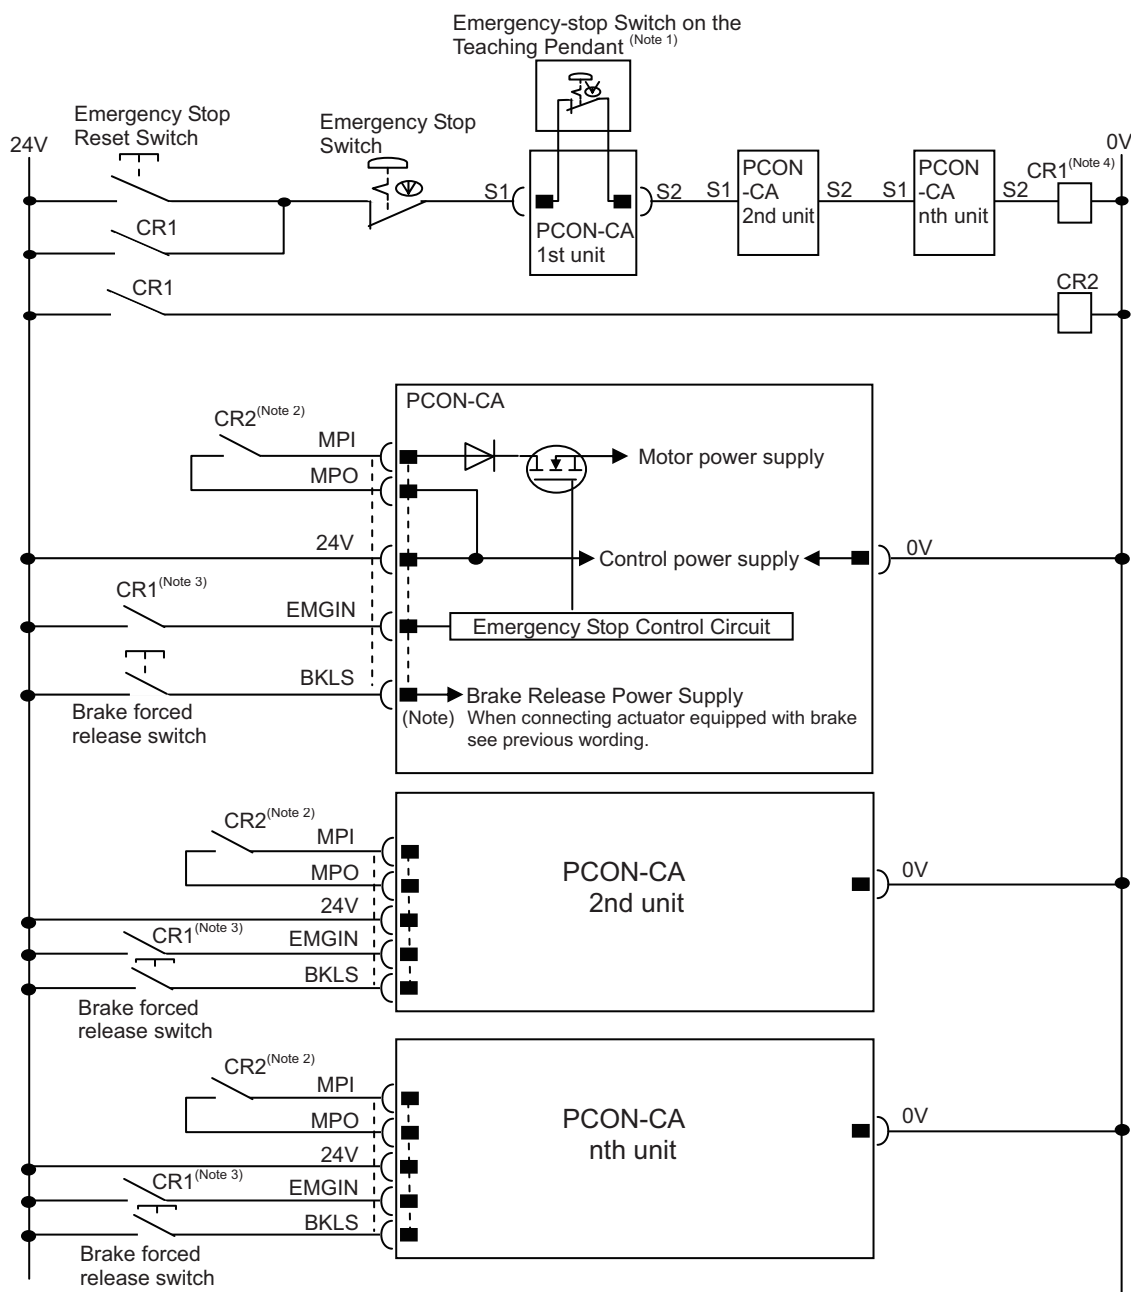 Emergency-stop Switch on the
Teaching Pendant (Note 1)
Emergency Stop
Reset Switch
Emergency Stop
Switch
24V
0V
S1
S2
S1
S2
S1
S2
PCON-CA
1st unit
PCON
-CA
2nd unit
PCON
-CA
nth unit
CR1 (Note 4)
CR1
CR1
CR2
PCON-CA
CR2 (Note 2)
MPI
Motor power supply
MPO
24V
Control power supply
0V
CR1 (Note 3)
EMGIN
Emergency Stop Control Circuit
BKLS
Brake Release Power Supply
Brake forced
release switch
(Note) When connecting actuator equipped with brake
see previous wording.
CR2 (Note 2)
MPI
MPO
24V
CR1 (Note 3)
EMGIN
BKLS
Brake forced
release switch
PCON-CA
2nd unit
0V
CR2 (Note 2)
MPI
MPO
24V
CR1 (Note 3)
EMGIN
BKLS
Brake forced
release switch
PCON-CA
nth unit
0V